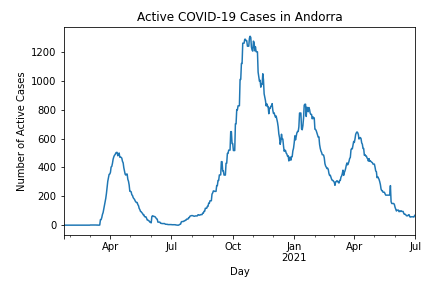 Active COVID-19 Cases in Andorra
Number of Active Cases
1200
1000
800
600
400
200
0
Apr
Jul
Oct
Jan
2021
Apr
Jul
Day